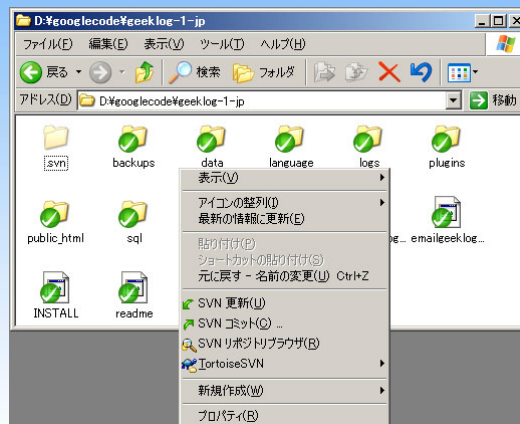 D:¥googlecode¥geeklog-1-jp
ファイル(F) 編集(E) 表示(V) ツール(T) ヘルプ(H)
戻る 検索 フォルダ
アドレス(D) D:¥googlecode¥geeklog-1-jp 移動
.svn backups data language logs plugins
表示(V)
アイコンの整列(I)
最新の情報に更新(E)
public_html sql emailgeeklog...
貼り付け(P)
ショートカットの貼り付け(S)
元に戻す - 名前の変更(U) Ctrl+Z
INSTALL readme
SVN 更新(U)
SVN コミット(C) ...
SVN リポジトリブラウザ(R)
TortoiseSVN
新規作成(W)
プロパティ(R)